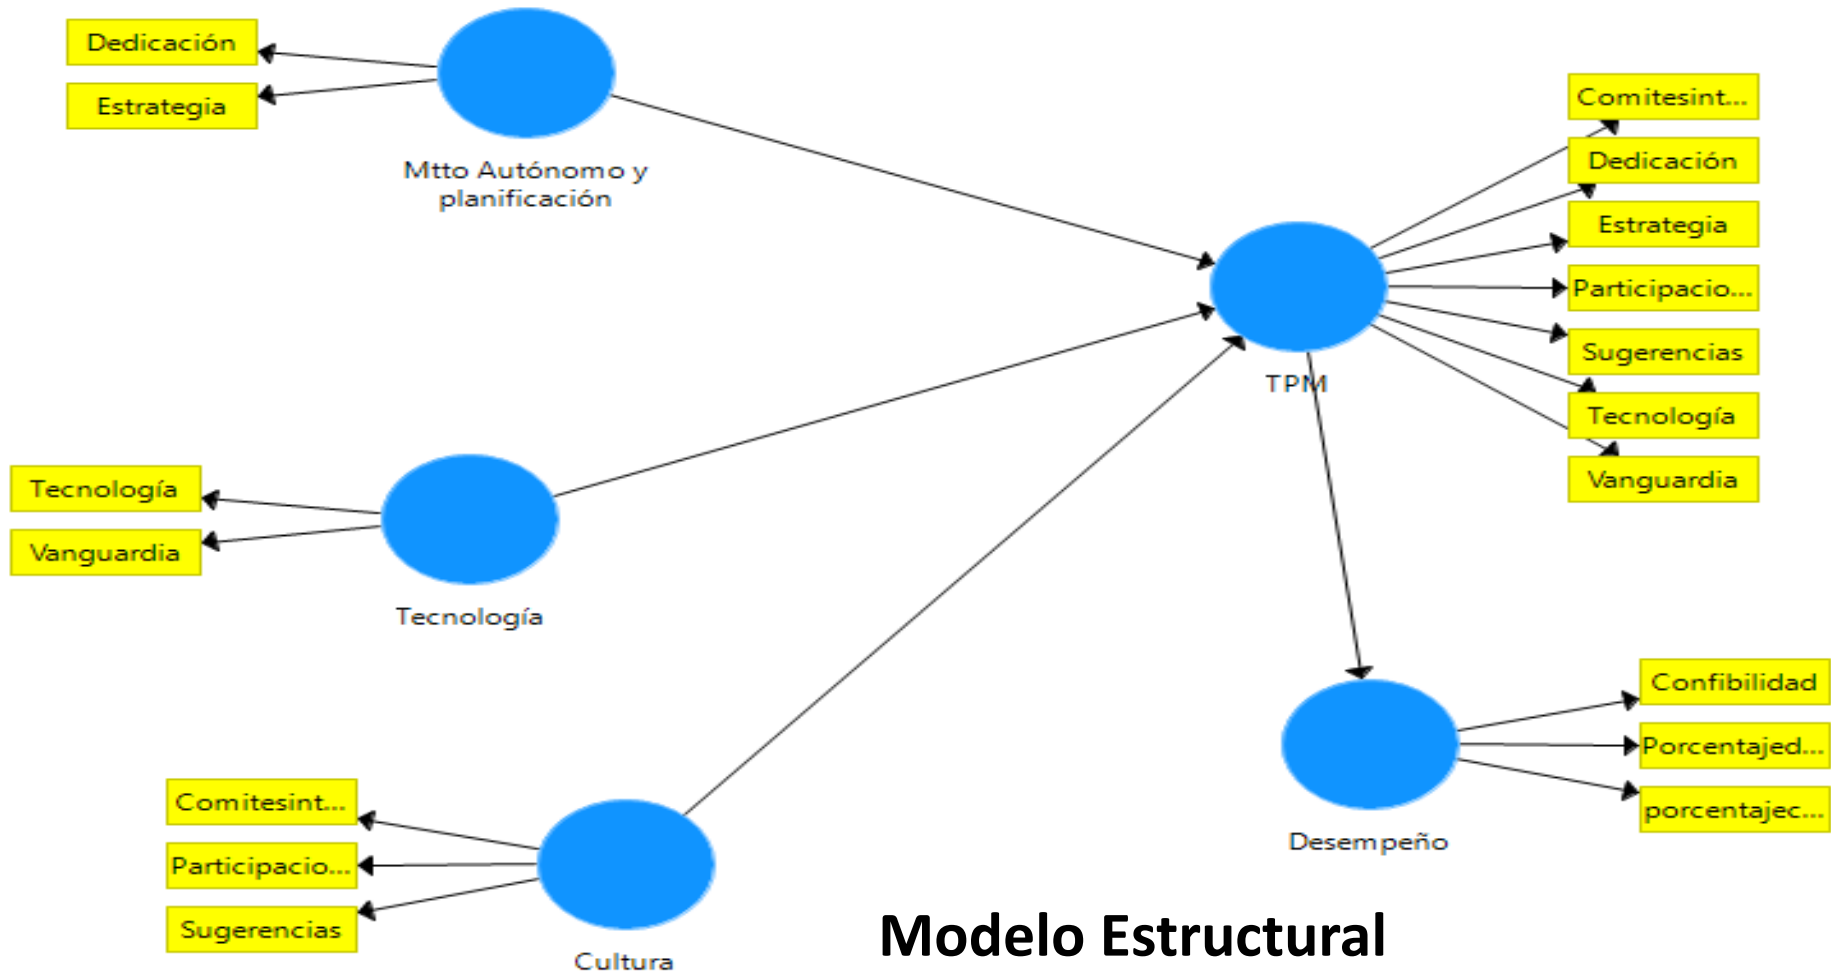 Dedicación
Estrategia
Mtto Autónomo y
planificación
Comitesint...
Dedicación
Estrategia
Participacio...
Sugerencias
Tecnología
Vanguardia
TPM
Tecnología
Vanguardia
Tecnología
Confibilidad
Porcentajed...
porcentajec...
Desempeño
Comitesint...
Participacio...
Sugerencias
Cultura
Modelo Estructural